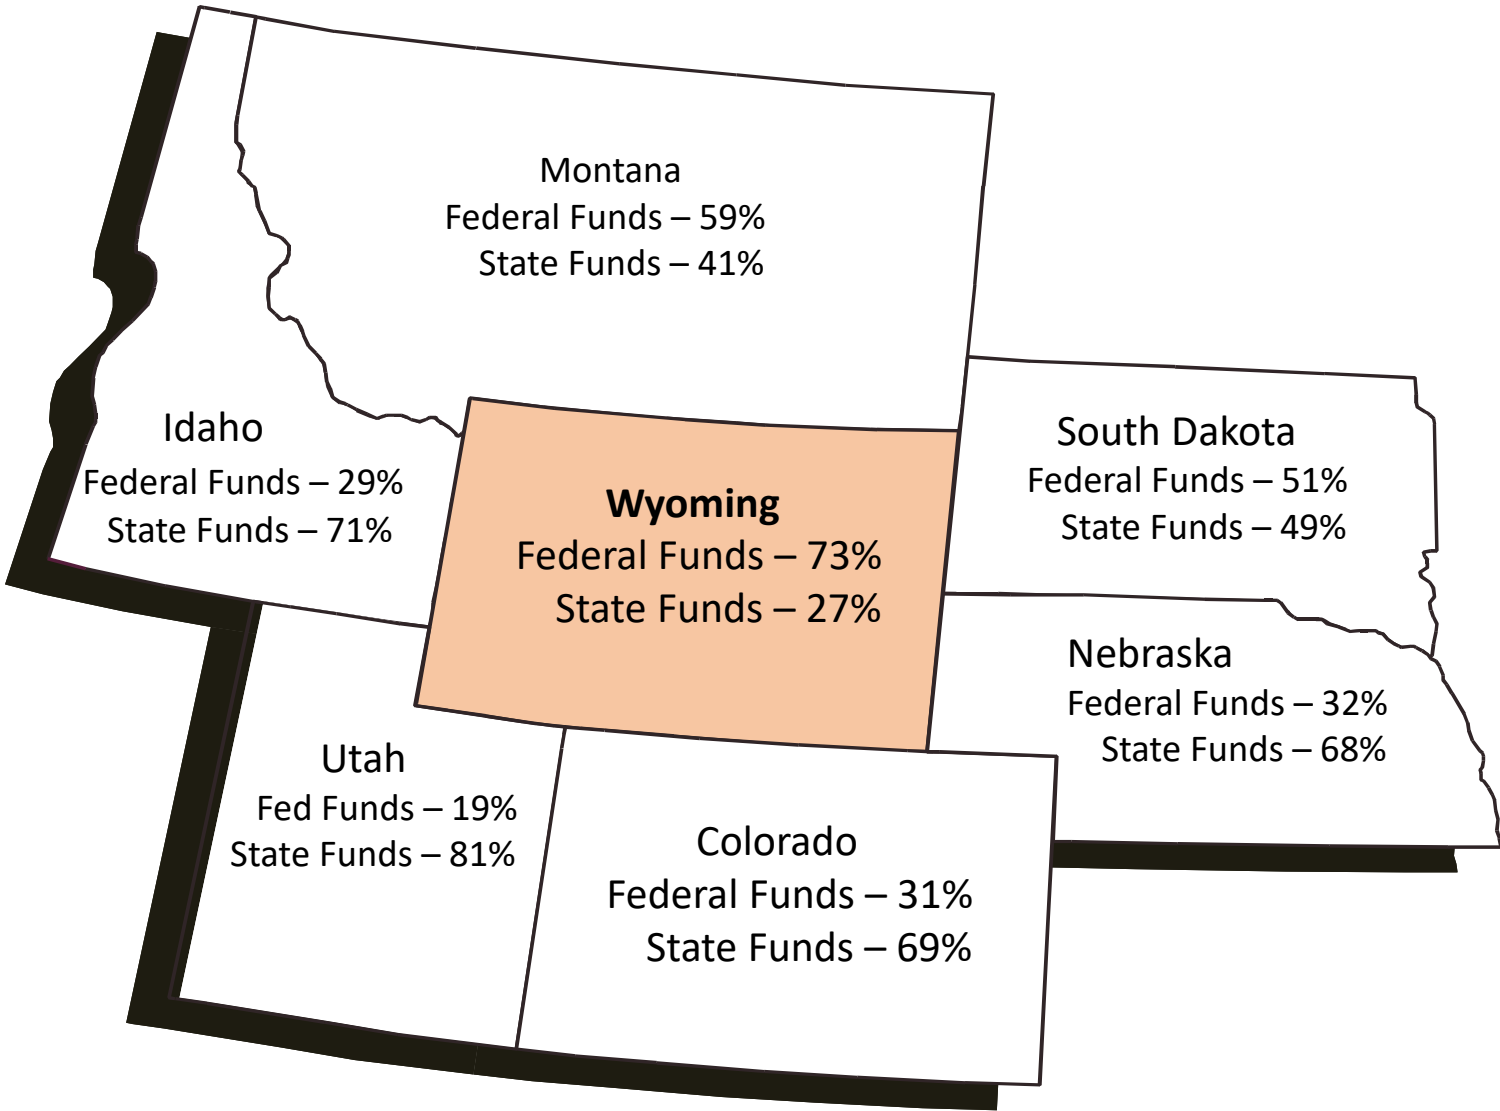 Montana
Federal Funds – 59%
State Funds – 41%
Idaho
Federal Funds – 29%
State Funds – 71%
Wyoming
Federal Funds – 73%
State Funds – 27%
South Dakota
Federal Funds – 51%
State Funds – 49%
Nebraska
Federal Funds – 32%
State Funds – 68%
Utah
Fed Funds – 19%
State Funds – 81%
Colorado
Federal Funds – 31%
State Funds – 69%